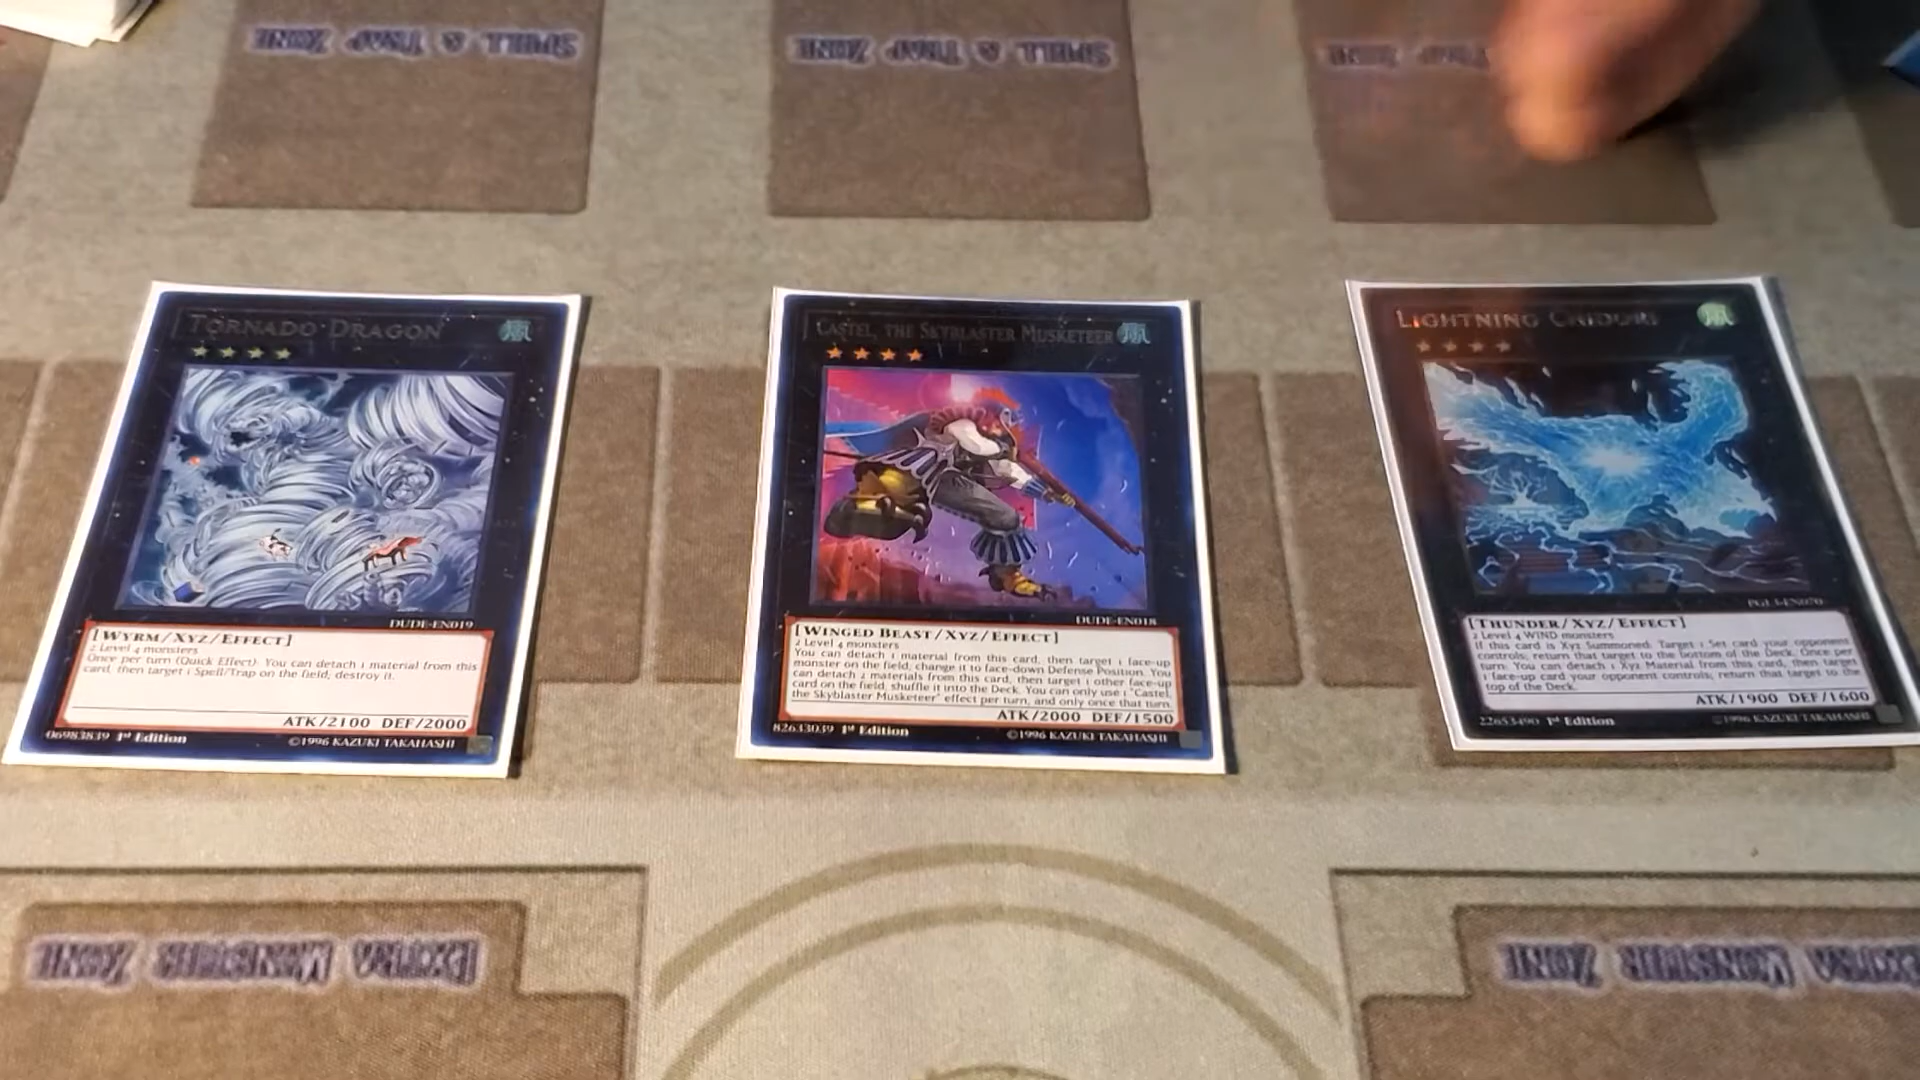 SPELL & TRAP ZONE
SPELL & TRAP ZONE
TORNADO DRAGON
DUDE-EN019
[WYRM/XYZ/EFFECT]
2 Level 4 monsters
Once per turn (Quick Effect): You can detach 1 material from this
card, then target 1 Spell/Trap on the field; destroy it.
ATK/2100 DEF/2000
06983839 1st Edition
©1996 KAZUKI TAKAHASHI
CASTEL, THE SKYBLASTER MUSKETEER
DUDE-EN018
[WINGED BEAST/XYZ/EFFECT]
2 Level 4 monsters
You can detach 1 material from this card, then target 1 face-up
monster on the field; change it to face-down Defense Position. You
can detach 2 materials from this card, then target 1 other face-up
card on the field; shuffle it into the Deck. You can only use 1 "Castel,
the Skyblaster Musketeer" effect per turn, and only once that turn.
ATK/2000 DEF/1500
82633039 1st Edition
©1996 KAZUKI TAKAHASHI
LIGHTNING CHIDORI
PGL3-EN070
[THUNDER/XYZ/EFFECT]
2 Level 4 WIND monsters
If this card is Xyz Summoned: Target 1 Set card your opponent
controls; return that target to the bottom of the Deck. Once per
turn: You can detach 1 Xyz Material from this card, then target
1 face-up card your opponent controls; return that target to the
top of the Deck.
ATK/1900 DEF/1600
22653490 1st Edition
©1996 KAZUKI TAKAHASHI
EXTRA MONSTER ZONE
EXTRA MONSTER ZONE